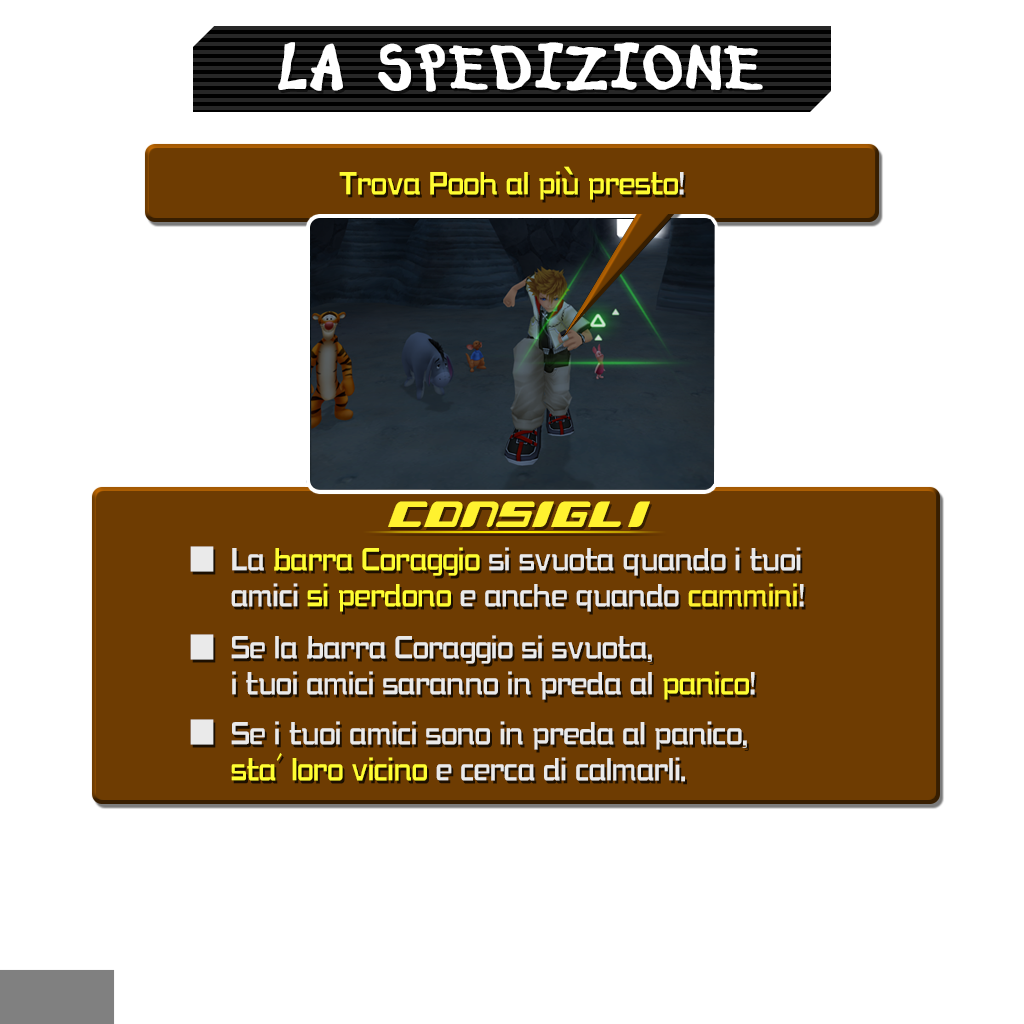 LA SPEDIZIONE
Trova Pooh al più presto!
CONSIGLI
La barra Coraggio si svuota quando i tuoi
amici si perdono e anche quando cammini!
Se la barra Coraggio si svuota,
i tuoi amici saranno in preda al panico!
Se i tuoi amici sono in preda al panico,
sta' loro vicino e cerca di calmarli.